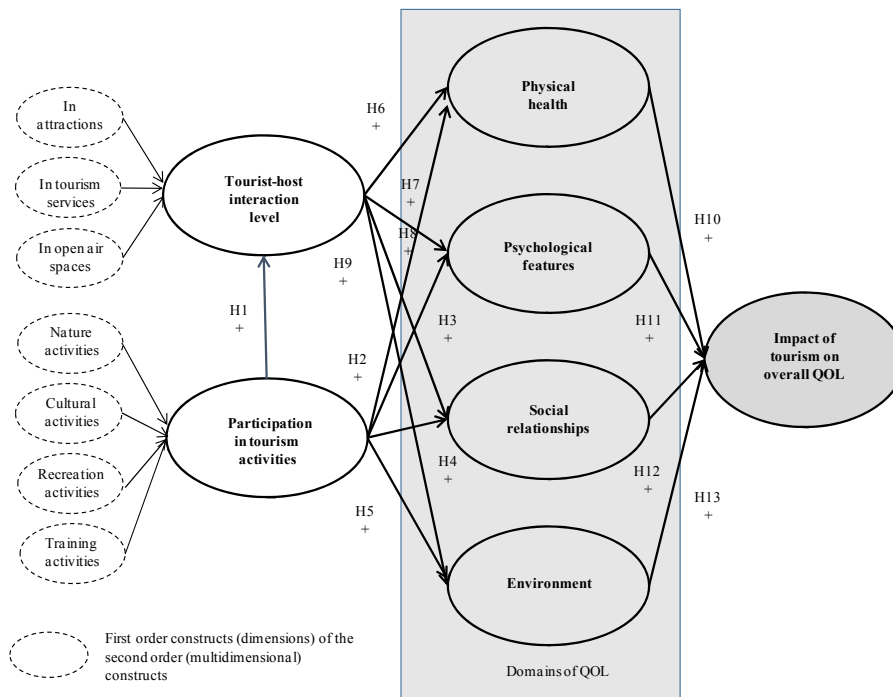 In
attractions
In tourism
services
In open air
spaces
Nature
activities
Cultural
activities
Recreation
activities
Training
activities
Tourist-host
interaction
level
H1
+
Participation
in tourism
activities
H6
+
H7
+
H8
+
H9
+
H2
+
H3
+
H4
+
H5
+
Physical
health
Psychological
features
Social
relationships
Environment
Domains of QOL
H10
+
H11
+
H12
+
H13
+
Impact of
tourism on
overall QOL
First order constructs (dimensions) of the
second order (multidimensional)
constructs